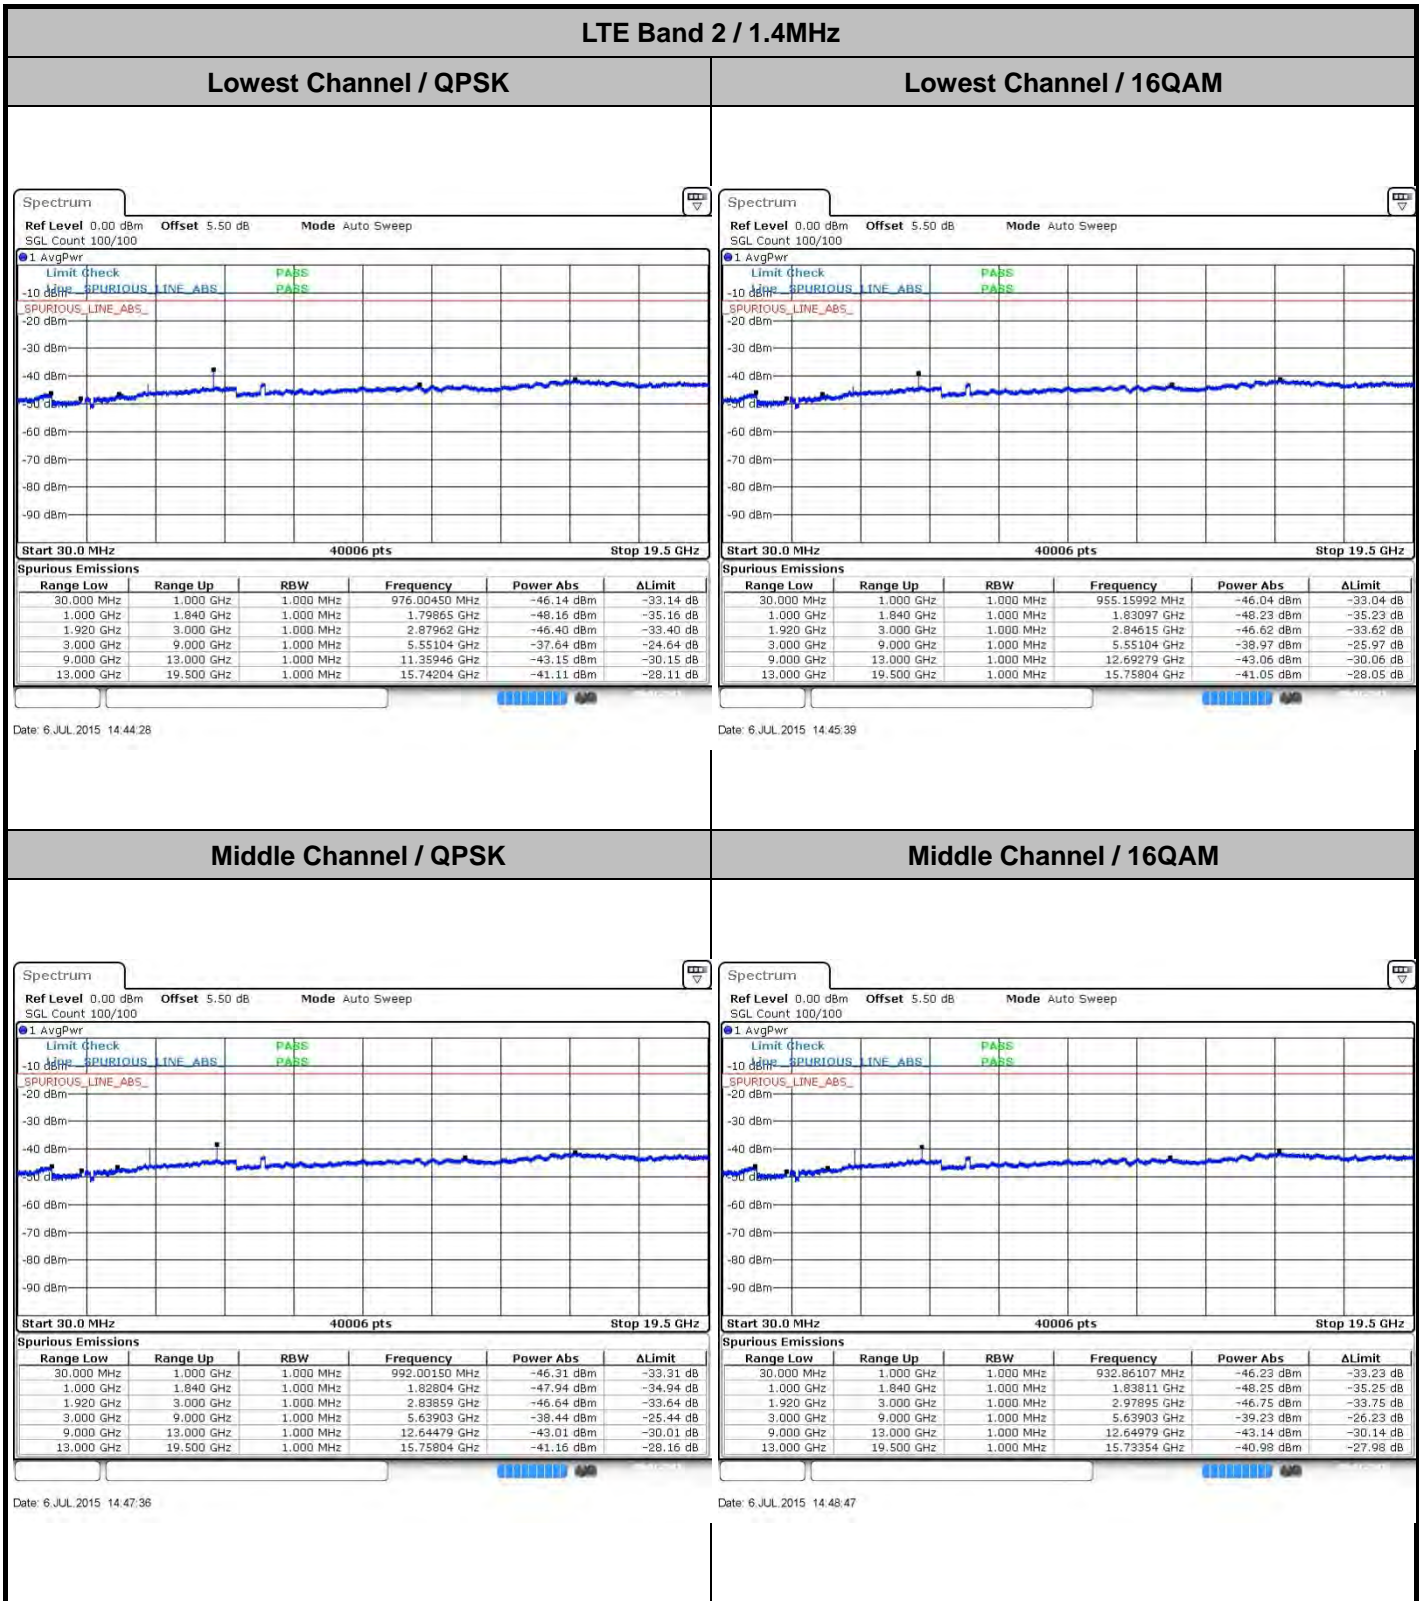 LTE Band 2 / 1.4MHz
Lowest Channel / QPSK
Lowest Channel / 16QAM
Spectrum
Ref Level 0.00 dBm Offset 5.50 dB Mode Auto Sweep
SGL Count 100/100
1 AvgPwr
Limit Check PASS
Line _SPURIOUS_LINE_ABS_ PASS
-10 dBm
_SPURIOUS_LINE_ABS_
-20 dBm
-30 dBm
-40 dBm
-50 dBm
-60 dBm
-70 dBm
-80 dBm
-90 dBm
Start 30.0 MHz 40006 pts Stop 19.5 GHz
Spurious Emissions
Range Low Range Up RBW Frequency Power Abs ΔLimit
30.000 MHz 1.000 GHz 1.000 MHz 976.00450 MHz -46.14 dBm -33.14 dB
1.000 GHz 1.840 GHz 1.000 MHz 1.79865 GHz -48.16 dBm -35.16 dB
1.920 GHz 3.000 GHz 1.000 MHz 2.87962 GHz -46.40 dBm -33.40 dB
3.000 GHz 9.000 GHz 1.000 MHz 5.55104 GHz -37.64 dBm -24.64 dB
9.000 GHz 13.000 GHz 1.000 MHz 11.35946 GHz -43.15 dBm -30.15 dB
13.000 GHz 19.500 GHz 1.000 MHz 15.74204 GHz -41.11 dBm -28.11 dB
Date: 6.JUL.2015 14:44:28
Spectrum
Ref Level 0.00 dBm Offset 5.50 dB Mode Auto Sweep
SGL Count 100/100
1 AvgPwr
Limit Check PASS
Line _SPURIOUS_LINE_ABS_ PASS
-10 dBm
_SPURIOUS_LINE_ABS_
-20 dBm
-30 dBm
-40 dBm
-50 dBm
-60 dBm
-70 dBm
-80 dBm
-90 dBm
Start 30.0 MHz 40006 pts Stop 19.5 GHz
Spurious Emissions
Range Low Range Up RBW Frequency Power Abs ΔLimit
30.000 MHz 1.000 GHz 1.000 MHz 955.15992 MHz -46.04 dBm -33.04 dB
1.000 GHz 1.840 GHz 1.000 MHz 1.83097 GHz -48.23 dBm -35.23 dB
1.920 GHz 3.000 GHz 1.000 MHz 2.84615 GHz -46.62 dBm -33.62 dB
3.000 GHz 9.000 GHz 1.000 MHz 5.55104 GHz -38.97 dBm -25.97 dB
9.000 GHz 13.000 GHz 1.000 MHz 12.69279 GHz -43.06 dBm -30.06 dB
13.000 GHz 19.500 GHz 1.000 MHz 15.75804 GHz -41.05 dBm -28.05 dB
Date: 6.JUL.2015 14:45:39
Middle Channel / QPSK
Middle Channel / 16QAM
Spectrum
Ref Level 0.00 dBm Offset 5.50 dB Mode Auto Sweep
SGL Count 100/100
1 AvgPwr
Limit Check PASS
Line _SPURIOUS_LINE_ABS_ PASS
-10 dBm
_SPURIOUS_LINE_ABS_
-20 dBm
-30 dBm
-40 dBm
-50 dBm
-60 dBm
-70 dBm
-80 dBm
-90 dBm
Start 30.0 MHz 40006 pts Stop 19.5 GHz
Spurious Emissions
Range Low Range Up RBW Frequency Power Abs ΔLimit
30.000 MHz 1.000 GHz 1.000 MHz 992.00150 MHz -46.31 dBm -33.31 dB
1.000 GHz 1.840 GHz 1.000 MHz 1.82804 GHz -47.94 dBm -34.94 dB
1.920 GHz 3.000 GHz 1.000 MHz 2.83859 GHz -46.64 dBm -33.64 dB
3.000 GHz 9.000 GHz 1.000 MHz 5.63903 GHz -38.44 dBm -25.44 dB
9.000 GHz 13.000 GHz 1.000 MHz 12.64479 GHz -43.01 dBm -30.01 dB
13.000 GHz 19.500 GHz 1.000 MHz 15.75804 GHz -41.16 dBm -28.16 dB
Date: 6.JUL.2015 14:47:36
Spectrum
Ref Level 0.00 dBm Offset 5.50 dB Mode Auto Sweep
SGL Count 100/100
1 AvgPwr
Limit Check PASS
Line _SPURIOUS_LINE_ABS_ PASS
-10 dBm
_SPURIOUS_LINE_ABS_
-20 dBm
-30 dBm
-40 dBm
-50 dBm
-60 dBm
-70 dBm
-80 dBm
-90 dBm
Start 30.0 MHz 40006 pts Stop 19.5 GHz
Spurious Emissions
Range Low Range Up RBW Frequency Power Abs ΔLimit
30.000 MHz 1.000 GHz 1.000 MHz 932.86107 MHz -46.23 dBm -33.23 dB
1.000 GHz 1.840 GHz 1.000 MHz 1.83811 GHz -48.25 dBm -35.25 dB
1.920 GHz 3.000 GHz 1.000 MHz 2.97895 GHz -46.75 dBm -33.75 dB
3.000 GHz 9.000 GHz 1.000 MHz 5.63903 GHz -39.23 dBm -26.23 dB
9.000 GHz 13.000 GHz 1.000 MHz 12.64979 GHz -43.14 dBm -30.14 dB
13.000 GHz 19.500 GHz 1.000 MHz 15.73354 GHz -40.98 dBm -27.98 dB
Date: 6.JUL.2015 14:48:47